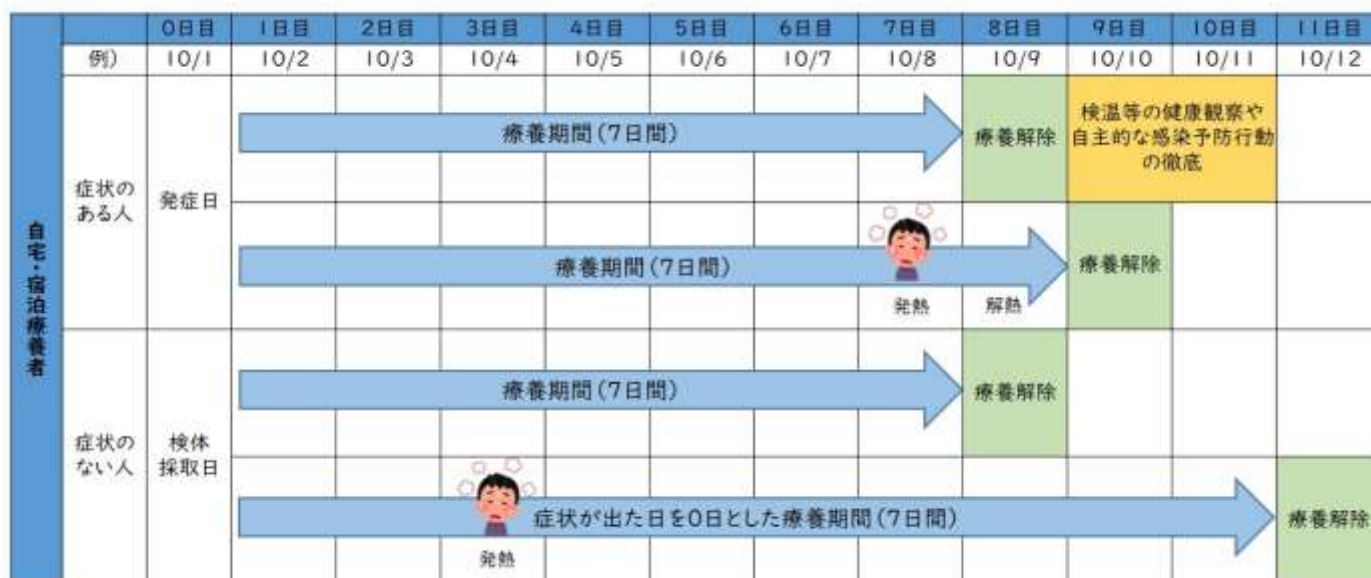 0日目 1日目 2日目 3日目 4日目 5日目 6日目 7日目 8日目 9日目 10日目 11日目
例) 10/1 10/2 10/3 10/4 10/5 10/6 10/7 10/8 10/9 10/10 10/11 10/12
自宅・宿泊療養者
症状の
ある人
発症日
療養期間(7日間)
療養解除
検温等の健康観察や
自主的な感染予防行動
の徹底
療養期間(7日間)
発熱
解熱
療養解除
症状の
ない人
検体
採取日
療養期間(7日間)
療養解除
発熱
症状が出た日を0日とした療養期間(7日間)
療養解除